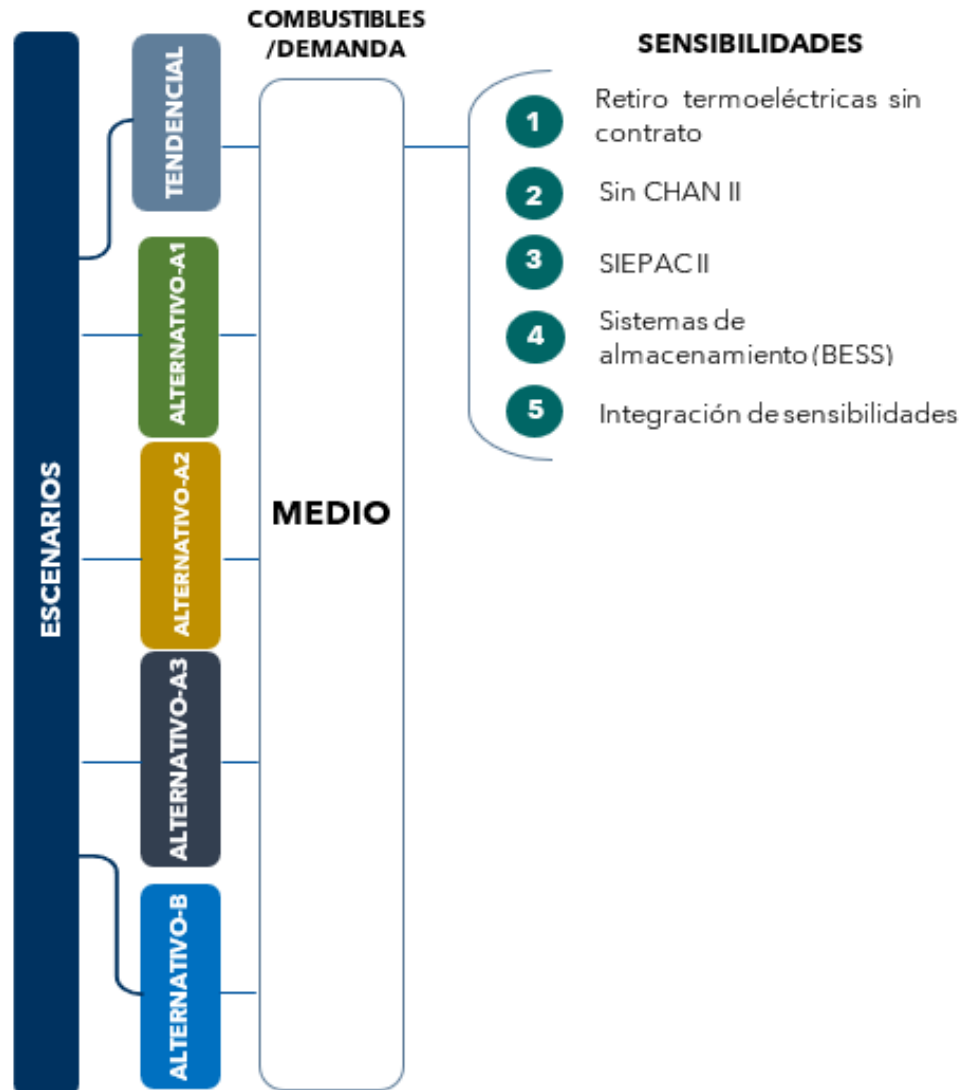 COMBUSTIBLES
/DEMANDA
SENSIBILIDADES
ESCENARIOS
TENDENCIAL
ALTERNATIVO-A1
ALTERNATIVO-A2
ALTERNATIVO-A3
ALTERNATIVO-B
MEDIO
1
Retiro termoeléctricas sin
contrato
2
Sin CHAN II
3
SIEPAC II
4
Sistemas de
almacenamiento (BESS)
5
Integración de sensibilidades